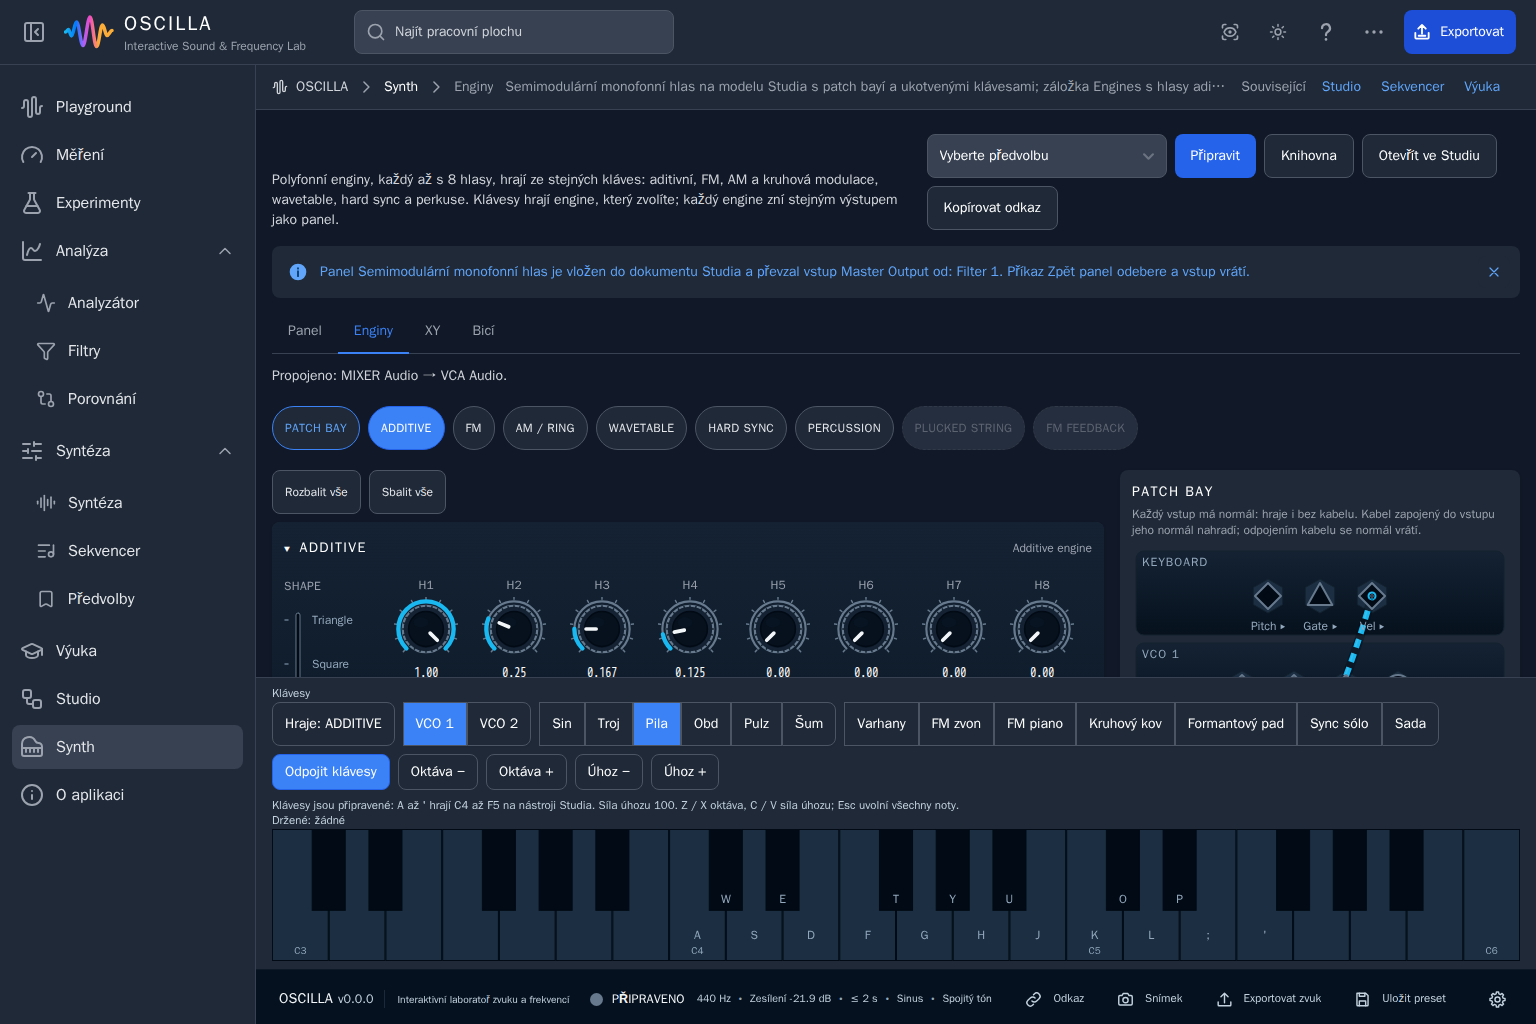 OSCILLA
Interactive Sound & Frequency Lab
Najít pracovní plochu
Exportovat
Playground
Měření
Experimenty
Analýza
Analyzátor
Filtry
Porovnání
Syntéza
Syntéza
Sekvencer
Předvolby
Výuka
Studio
Synth
O aplikaci
OSCILLA > Synth > Enginy Semimodulární monofonní hlas na modelu Studia s patch bayí a ukotvenými klávesami; záložka Engines s hlasy adi… Související Studio Sekvencer Výuka
Polyfonní enginy, každý až s 8 hlasy, hrají ze stejných kláves: aditivní, FM, AM a kruhová modulace,
wavetable, hard sync a perkuse. Klávesy hrají engine, který zvolíte; každý engine zní stejným výstupem
jako panel.
Vyberte předvolbu Připravit Knihovna Otevřít ve Studiu
Kopírovat odkaz
Panel Semimodulární monofonní hlas je vložen do dokumentu Studia a převzal vstup Master Output od: Filter 1. Příkaz Zpět panel odebere a vstup vrátí.
Panel Enginy XY Bicí
Propojeno: MIXER Audio → VCA Audio.
PATCH BAY ADDITIVE FM AM / RING WAVETABLE HARD SYNC PERCUSSION PLUCKED STRING FM FEEDBACK
Rozbalit vše Sbalit vše
▾ ADDITIVE Additive engine
SHAPE H1 H2 H3 H4 H5 H6 H7 H8
Triangle
Square
1.00 0.25 0.167 0.125 0.00 0.00 0.00 0.00
PATCH BAY
Každý vstup má normál: hraje i bez kabelu. Kabel zapojený do vstupu
jeho normál nahradí; odpojením kabelu se normál vrátí.
KEYBOARD
Pitch ▸ Gate ▸ Vel ▸
VCO 1
Klávesy
Hraje: ADDITIVE VCO 1 VCO 2 Sin Troj Pila Obd Pulz Šum Varhany FM zvon FM piano Kruhový kov Formantový pad Sync sólo Sada
Odpojit klávesy Oktáva − Oktáva + Úhoz − Úhoz +
Klávesy jsou připravené: A až ' hrají C4 až F5 na nástroji Studia. Síla úhozu 100. Z / X oktáva, C / V síla úhozu; Esc uvolní všechny noty.
Držené: žádné
W E T Y U O P
A S D F G H J K L ; '
C3 C4 C5 C6
OSCILLA v0.0.0 Interaktivní laboratoř zvuku a frekvencí PŘIPRAVENO 440 Hz • Zesílení -21.9 dB • ≤ 2 s • Sinus • Spojitý tón Odkaz Snímek Exportovat zvuk Uložit preset